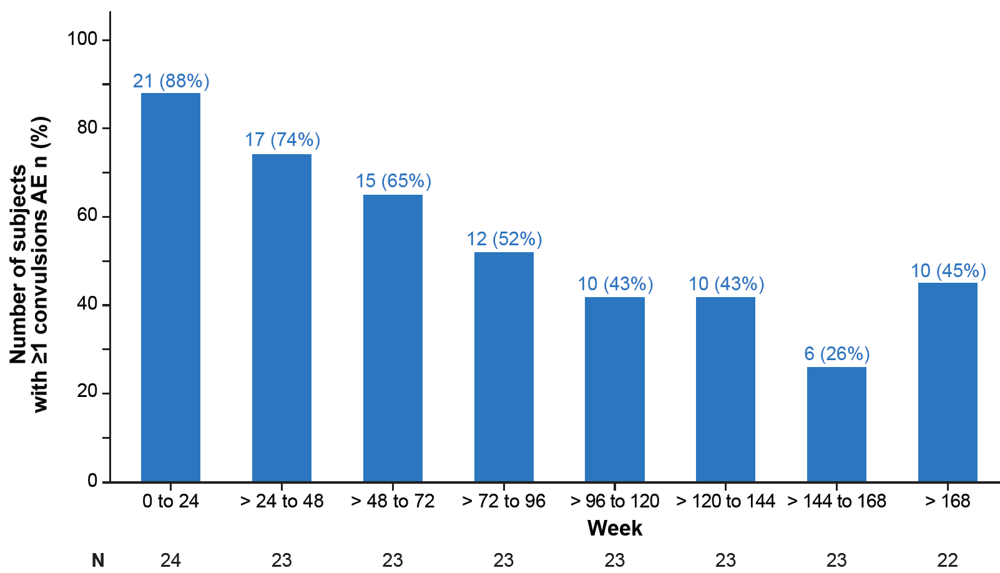 Number of subjects
with ≥1 convulsions AE n (%)
100
80
60
40
20
0
21 (88%)
17 (74%)
15 (65%)
12 (52%)
10 (43%)
10 (43%)
6 (26%)
10 (45%)
0 to 24 > 24 to 48 > 48 to 72 > 72 to 96 > 96 to 120 > 120 to 144 > 144 to 168 > 168
Week
N 24 23 23 23 23 23 23 22